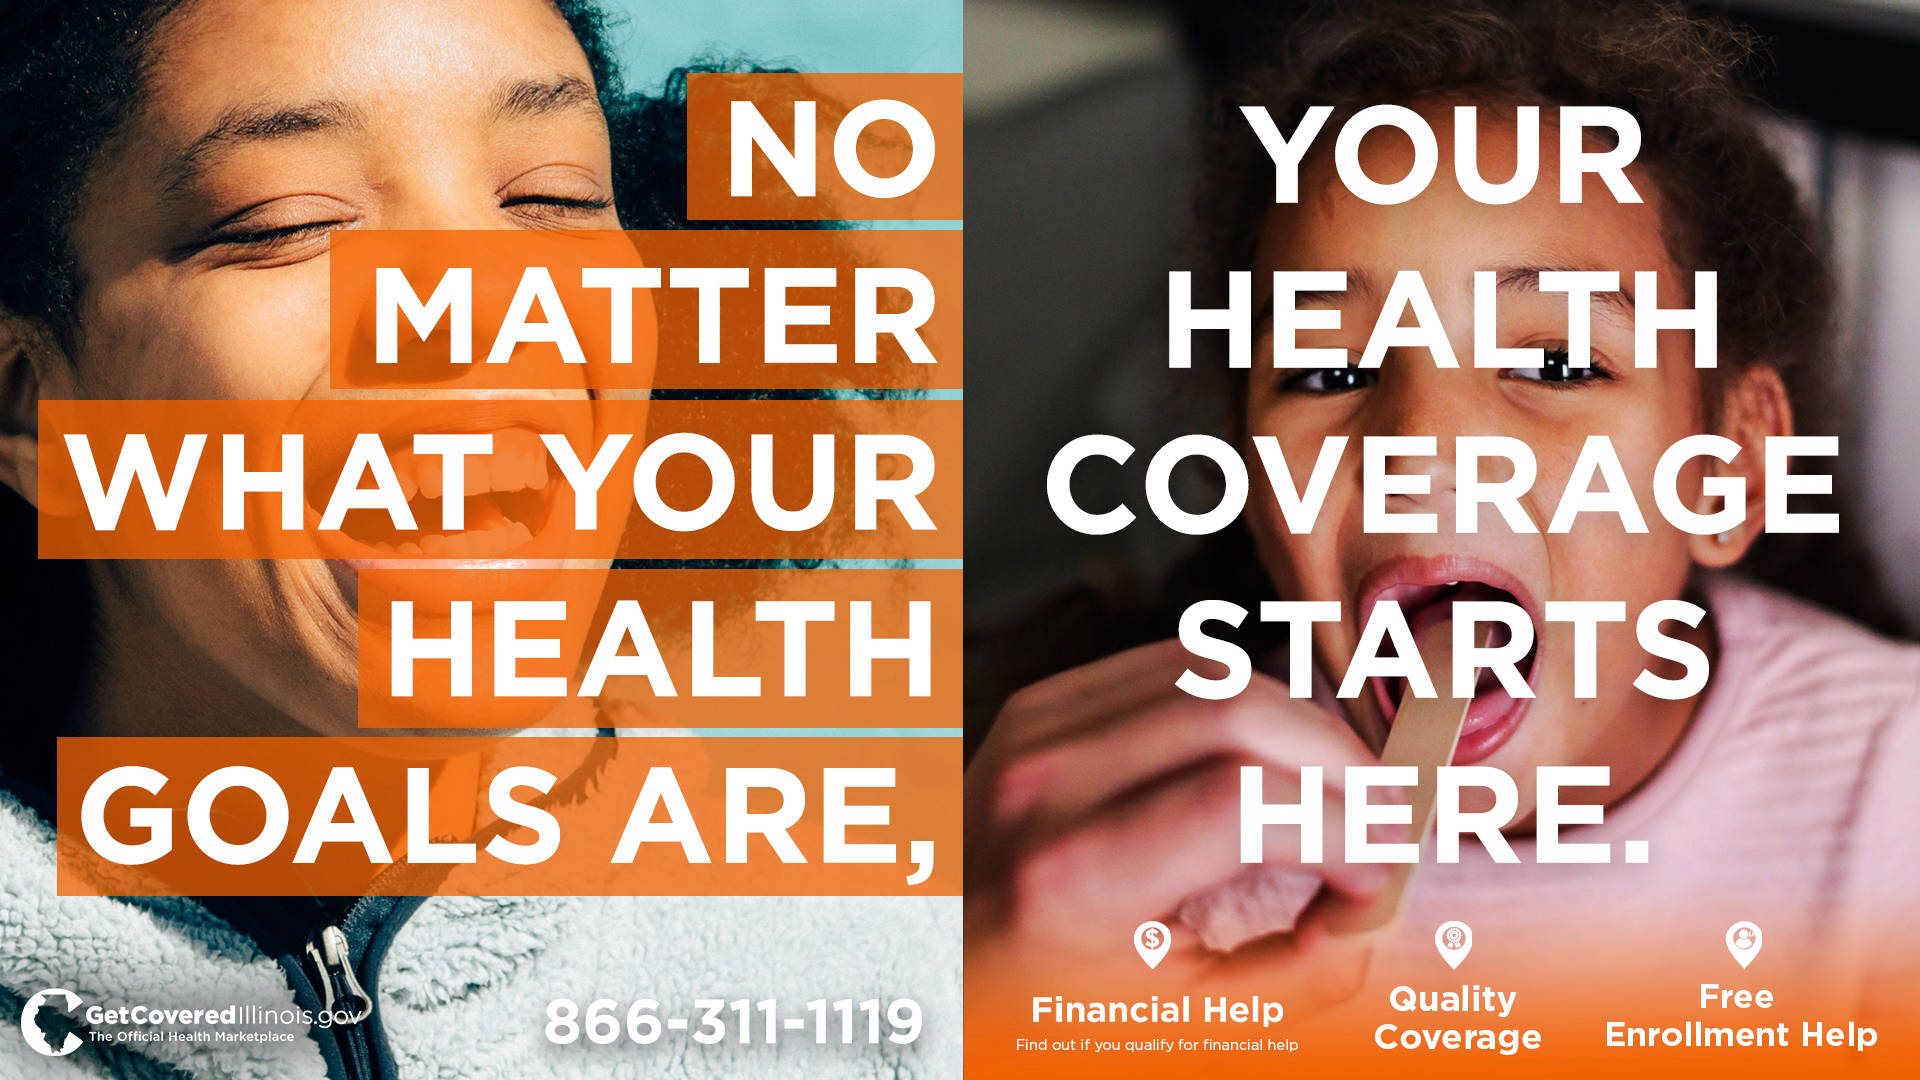 NO
MATTER
WHAT YOUR
HEALTH
GOALS ARE,
GetCoveredIllinois.gov
The Official Health Marketplace
866-311-1119
YOUR
HEALTH
COVERAGE
STARTS
HERE.
$
Financial Help
Find out if you qualify for financial help
Quality
Coverage
Free
Enrollment Help